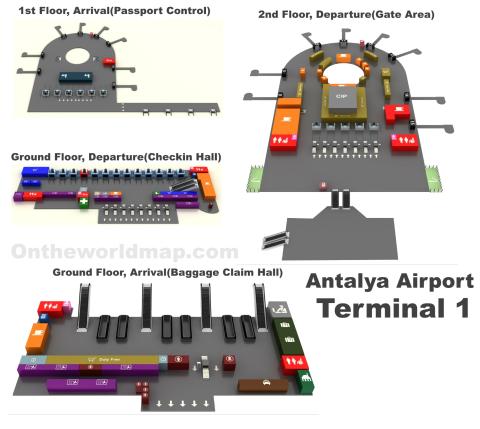 1st Floor, Arrival(Passport Control)
2nd Floor, Departure(Gate Area)
CIP
Ground Floor, Departure(Checkin Hall)
Ontheworldmap.com
Ground Floor, Arrival(Baggage Claim Hall)
Antalya Airport
Terminal 1
Duty Free